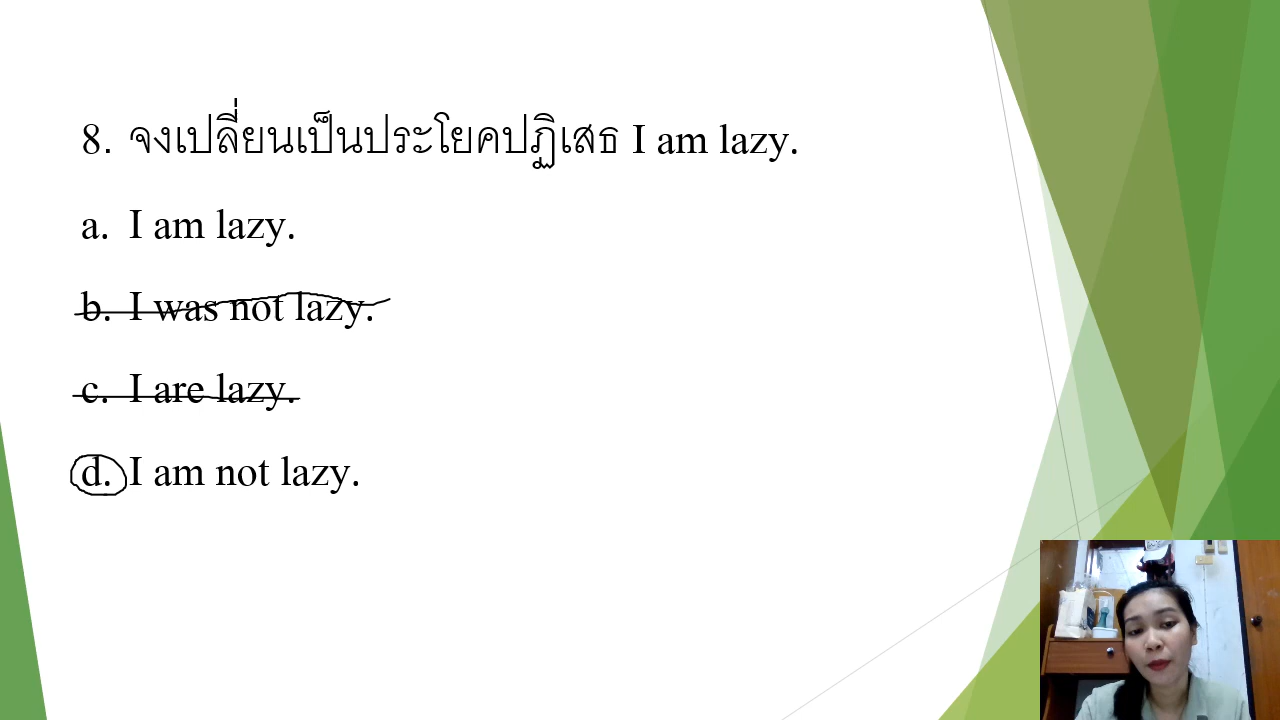 8. จงเปลี่ยนเป็นประโยคปฏิเสธ I am lazy.
a. I am lazy.
b. I was not lazy.
c. I are lazy.
d. I am not lazy.